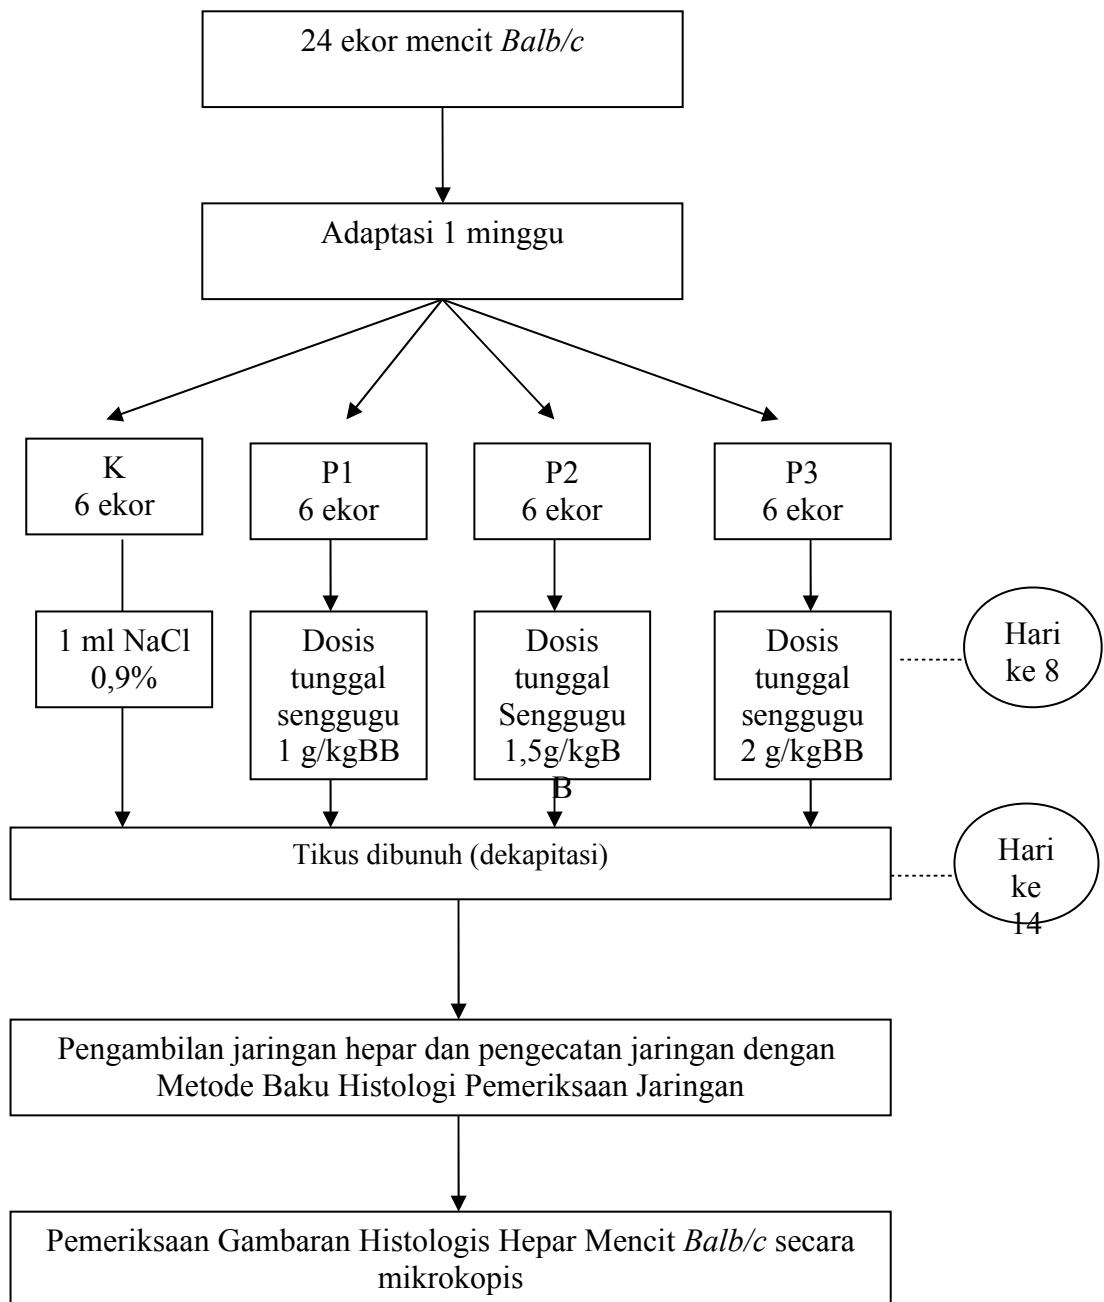 24 ekor mencit Balb/c
Adaptasi 1 minggu
K
6 ekor
P1
6 ekor
P2
6 ekor
P3
6 ekor
1 ml NaCl
0,9%
Dosis
tunggal
senggugu
1 g/kgBB
Dosis
tunggal
Senggugu
1,5g/kgB
B
Dosis
tunggal
senggugu
2 g/kgBB
Hari
ke 8
Tikus dibunuh (dekapitasi)
Hari
ke
14
Pengambilan jaringan hepar dan pengecatan jaringan dengan
Metode Baku Histologi Pemeriksaan Jaringan
Pemeriksaan Gambaran Histologis Hepar Mencit Balb/c secara
mikrokopis